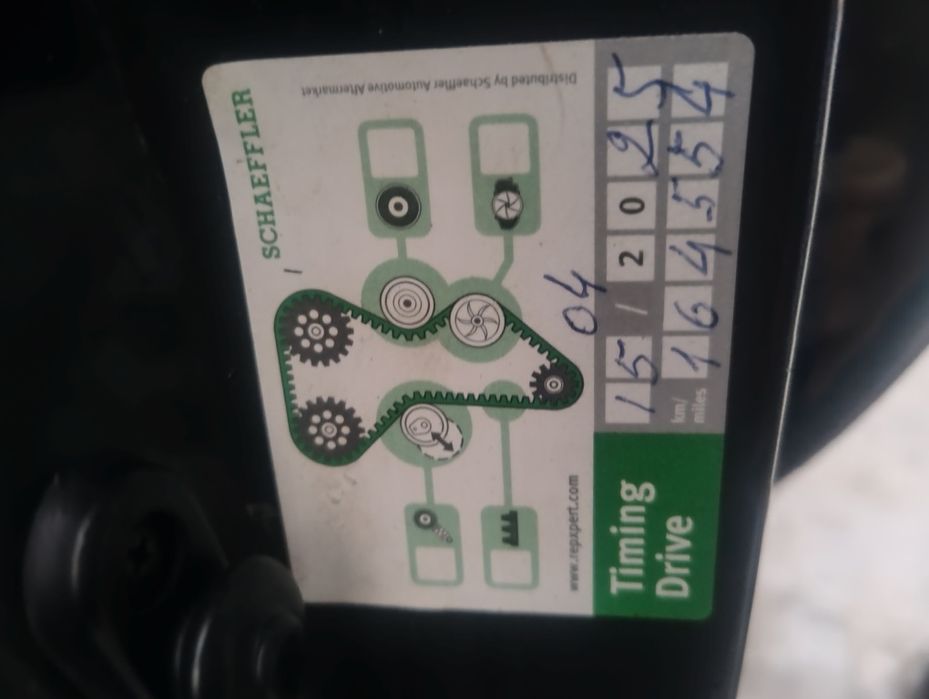 SCHAEFFLER
Distributed by Schaeffler Automotive Aftermarket
www.repxpert.com
04
Timing
Drive
15 / 2025
km/
miles
164554